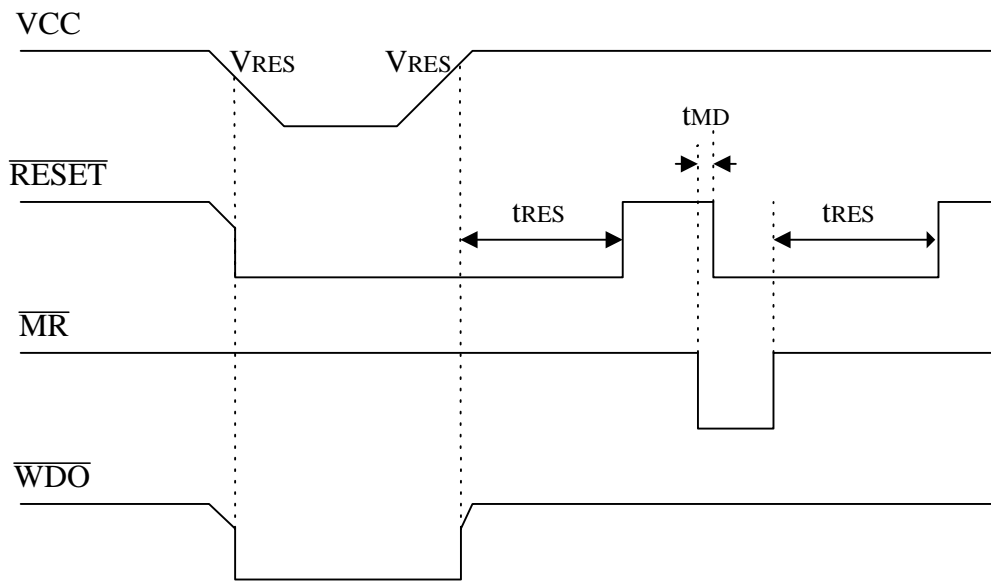 VCC
VRES VRES
tMD
RESET
tRES tRES
MR
WDO